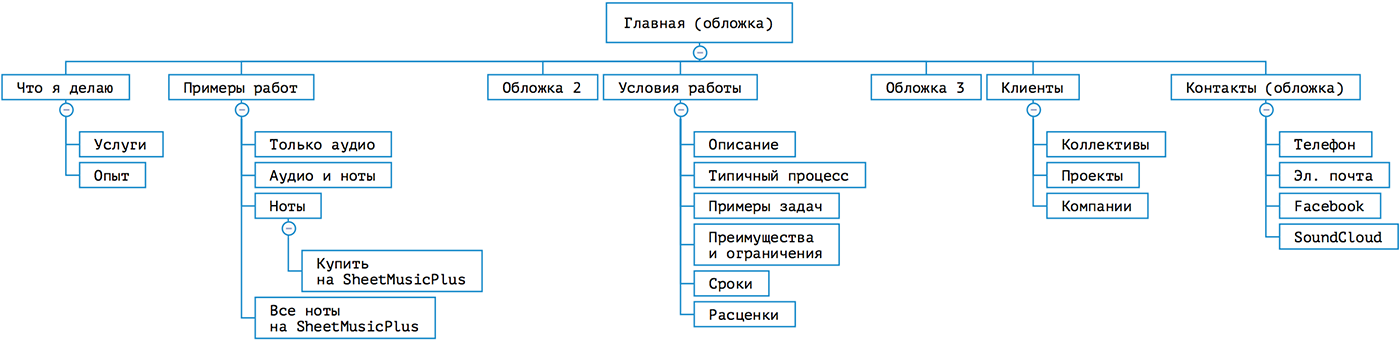 Главная (обложка)
Что я делаю
Услуги
Опыт
Примеры работ
Только аудио
Аудио и ноты
Ноты
Купить
на SheetMusicPlus
Все ноты
на SheetMusicPlus
Обложка 2
Условия работы
Описание
Типичный процесс
Примеры задач
Преимущества
и ограничения
Сроки
Расценки
Обложка 3
Клиенты
Коллективы
Проекты
Компании
Контакты (обложка)
Телефон
Эл. почта
Facebook
SoundCloud